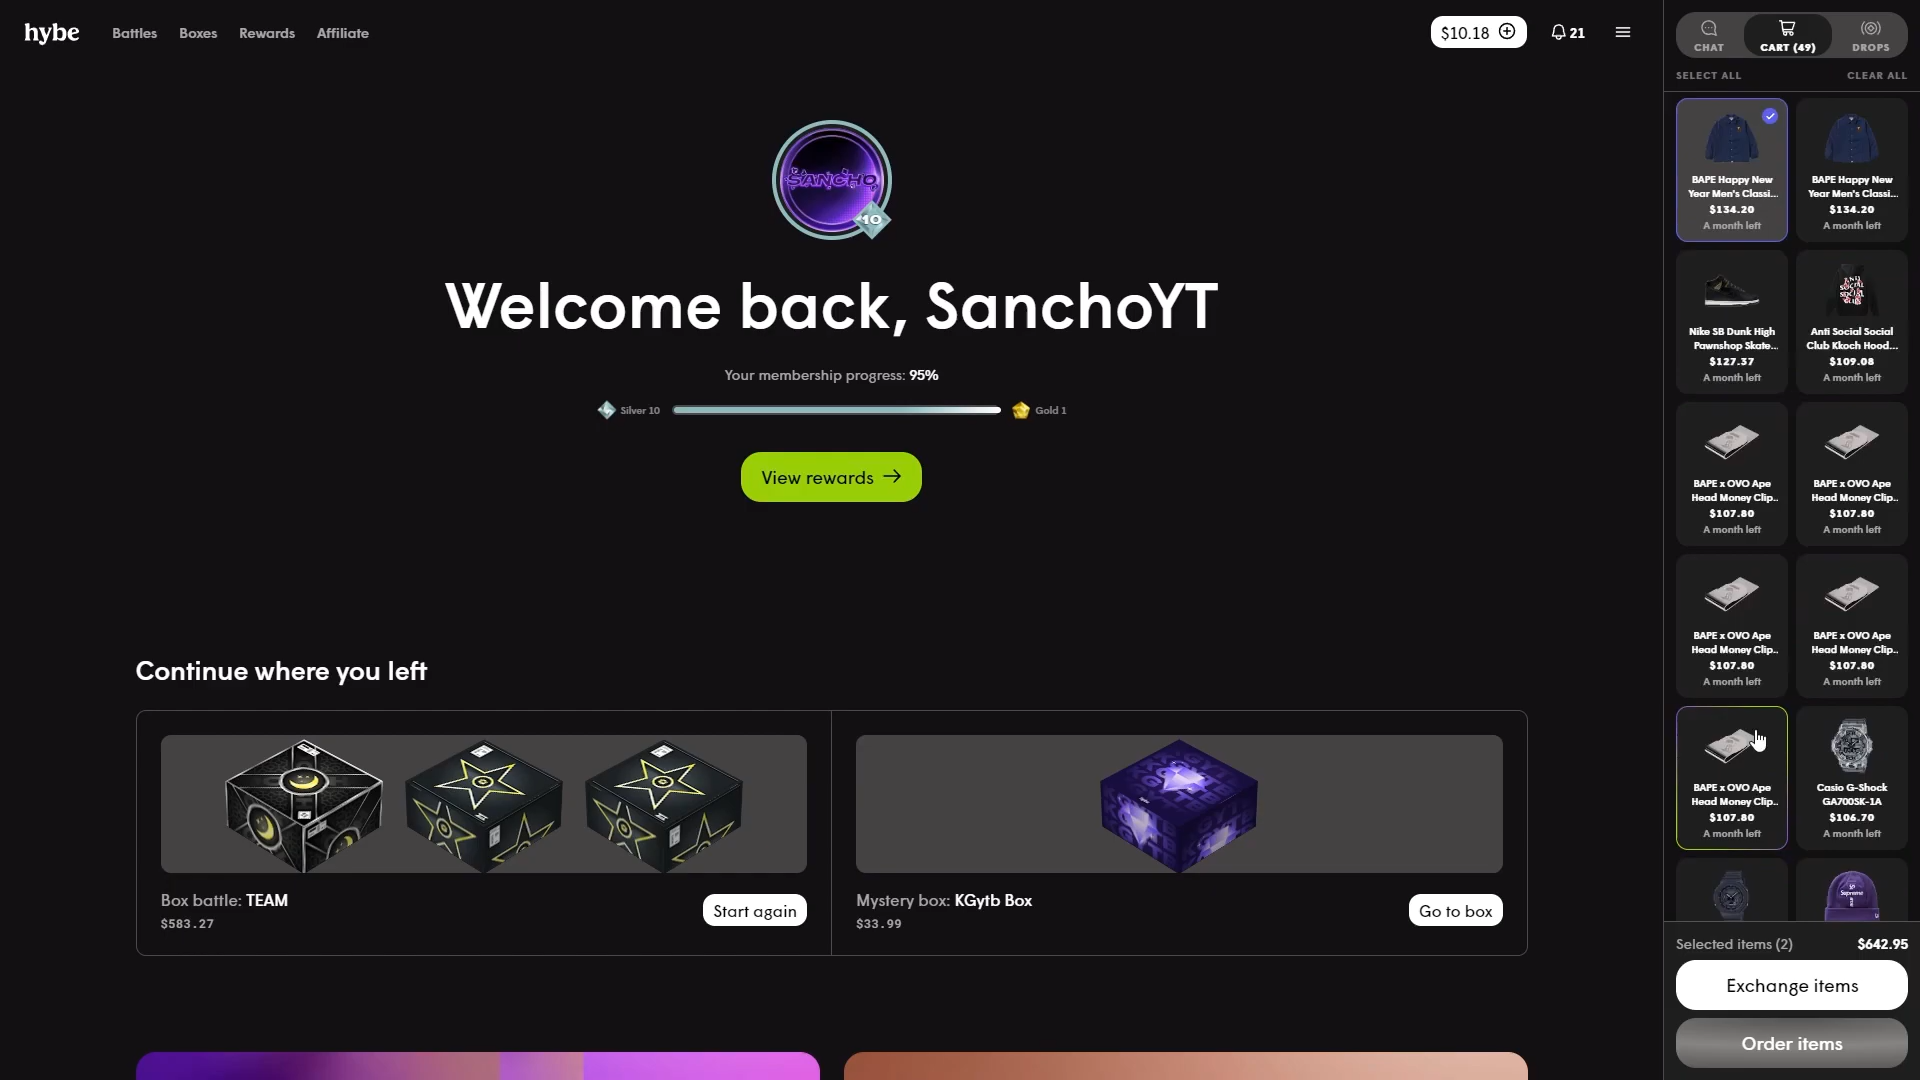 hybe
Battles
Boxes
Rewards
Affiliate
$10.18
21
CHAT
CART (49)
DROPS
SELECT ALL
CLEAR ALL
SANCHO
10
Welcome back, SanchoYT
Your membership progress: 95%
Silver 10
Gold 1
View rewards
Continue where you left
Box battle: TEAM
$583.27
Start again
Mystery box: KGytb Box
$33.99
Go to box
BAPE Happy New
Year Men's Classi...
$134.20
A month left
BAPE Happy New
Year Men's Classi...
$134.20
A month left
Nike SB Dunk High
Pawnshop Skate...
$127.37
A month left
Anti Social Social
Club Kkoch Hood...
$109.08
A month left
BAPE x OVO Ape
Head Money Clip...
$107.80
A month left
BAPE x OVO Ape
Head Money Clip...
$107.80
A month left
BAPE x OVO Ape
Head Money Clip...
$107.80
A month left
BAPE x OVO Ape
Head Money Clip...
$107.80
A month left
BAPE x OVO Ape
Head Money Clip...
$107.80
A month left
Casio G-Shock
GA700SK-1A
$106.70
A month left
Supreme
Selected items (2)
$642.95
Exchange items
Order items